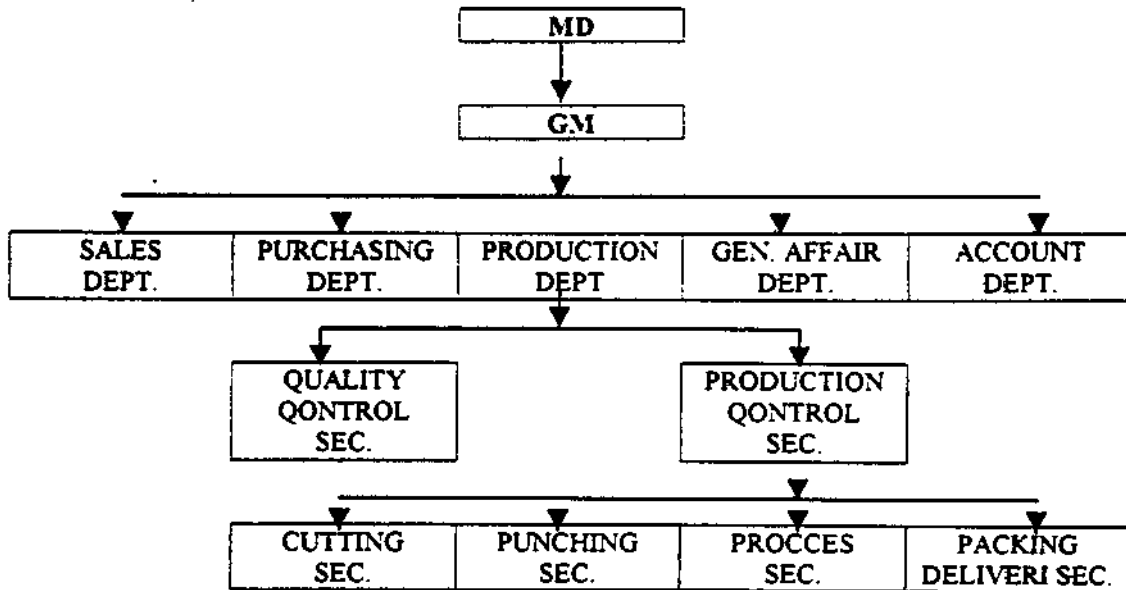 MD
GM
SALES
DEPT.
PURCHASING
DEPT.
PRODUCTION
DEPT
GEN. AFFAIR
DEPT.
ACCOUNT
DEPT.
QUALITY
QONTROL
SEC.
PRODUCTION
QONTROL
SEC.
CUTTING
SEC.
PUNCHING
SEC.
PROCCES
SEC.
PACKING
DELIVERI SEC.